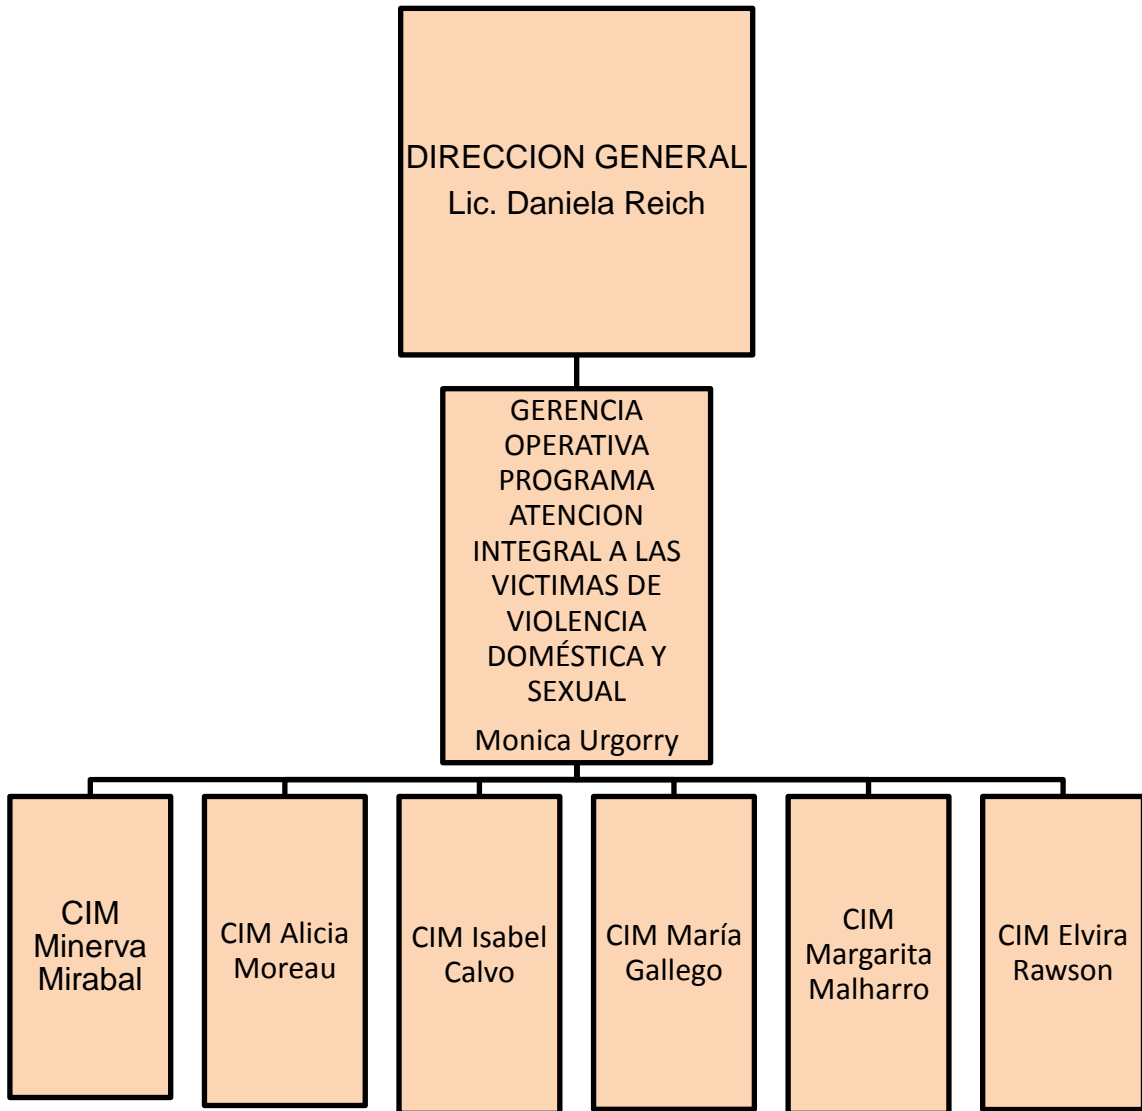 DIRECCION GENERAL
Lic. Daniela Reich
GERENCIA
OPERATIVA
PROGRAMA
ATENCION
INTEGRAL A LAS
VICTIMAS DE
VIOLENCIA
DOMÉSTICA Y
SEXUAL
Monica Urgorry
CIM
Minerva
Mirabal
CIM Alicia
Moreau
CIM Isabel
Calvo
CIM María
Gallego
CIM
Margarita
Malharro
CIM Elvira
Rawson